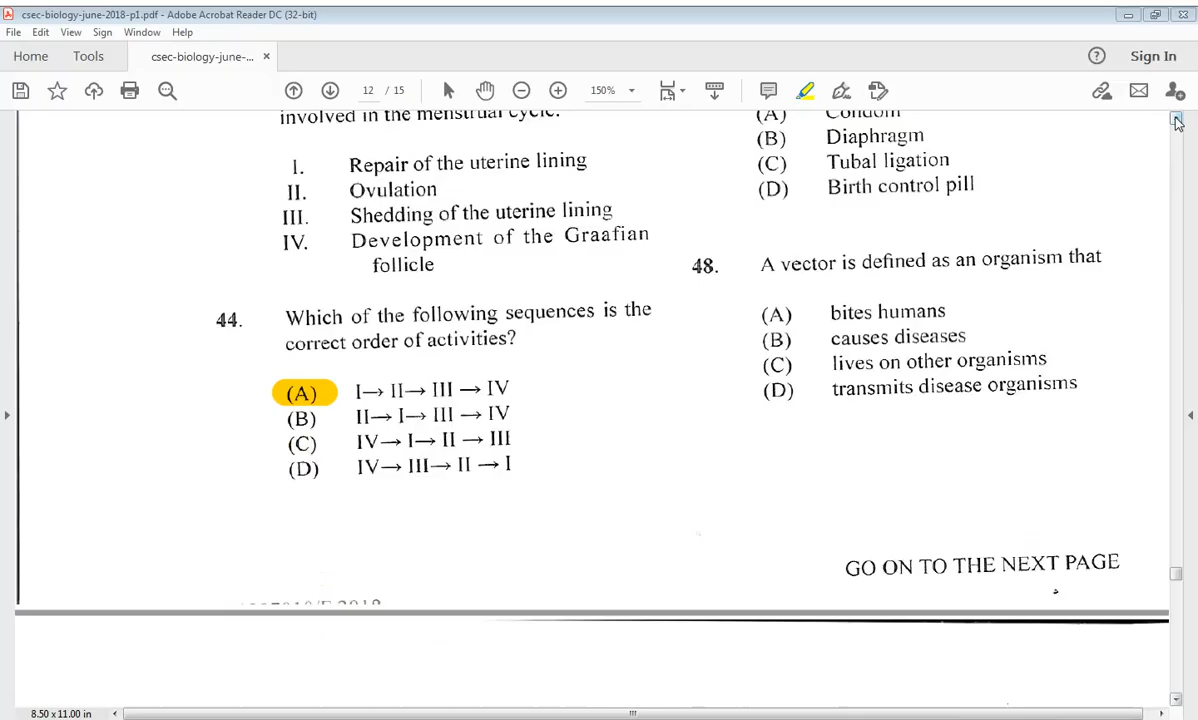 csec-biology-june-2018-p1.pdf - Adobe Acrobat Reader DC (32-bit)
File Edit View Sign Window Help
Home Tools csec-biology-june-... × Sign In
12 / 15 150%
involved in the menstrual cycle.
I. Repair of the uterine lining
II. Ovulation
III. Shedding of the uterine lining
IV. Development of the Graafian
follicle
44. Which of the following sequences is the
correct order of activities?
(A) I→ II→ III → IV
(B) II→ I→ III → IV
(C) IV→ I→ II → III
(D) IV→ III→ II → I
(A) Condom
(B) Diaphragm
(C) Tubal ligation
(D) Birth control pill
48. A vector is defined as an organism that
(A) bites humans
(B) causes diseases
(C) lives on other organisms
(D) transmits disease organisms
GO ON TO THE NEXT PAGE
8.50 x 11.00 in